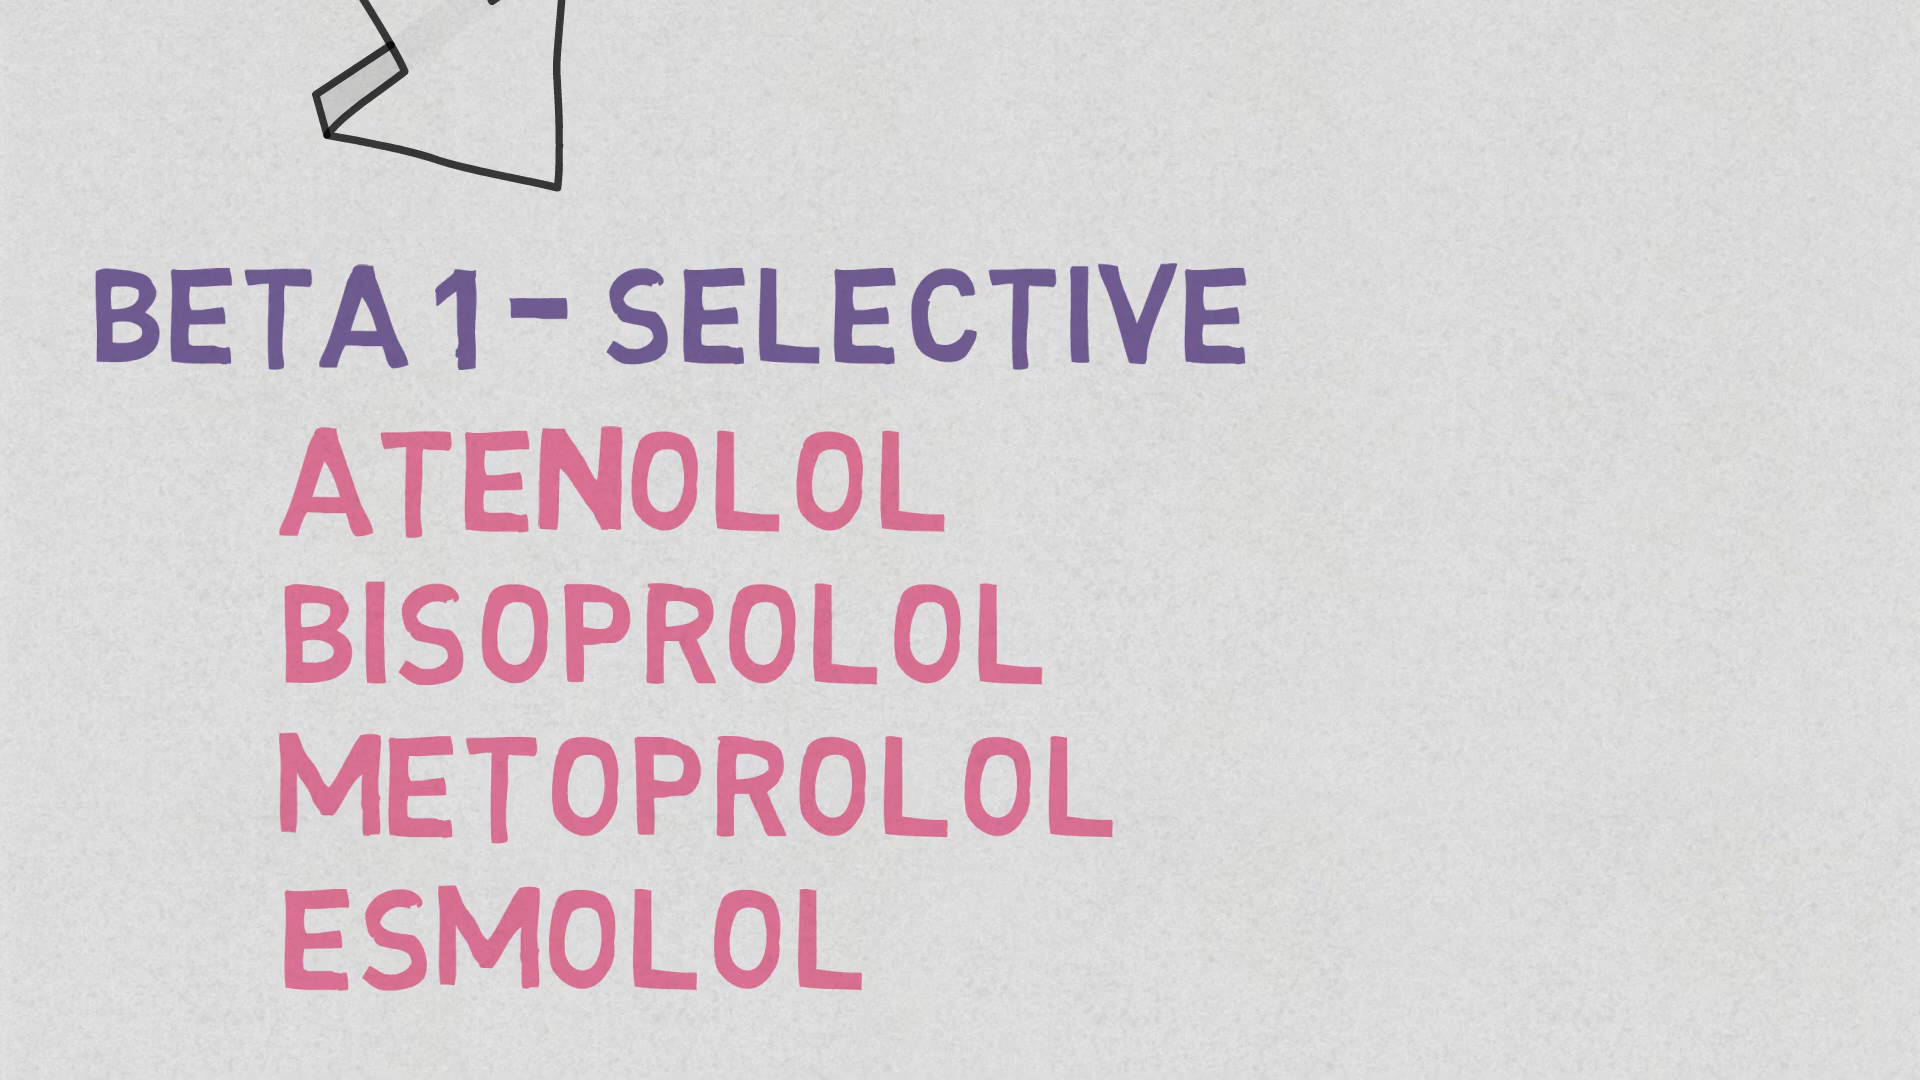 BETA 1 - SELECTIVE
ATENOLOL
BISOPROLOL
METOPROLOL
ESMOLOL